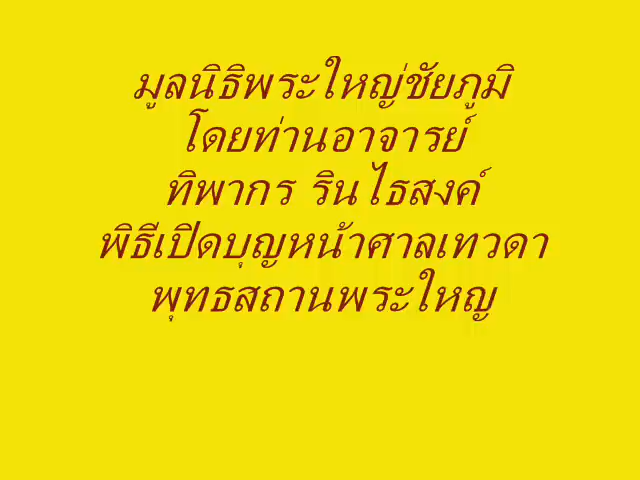 มูลนิธิพระใหญ่ชัยภูมิ
โดยท่านอาจารย์
ทิพากร รินไธสงค์
พิธีเปิดบุญหน้าศาลเทวดา
พุทธสถานพระใหญ่